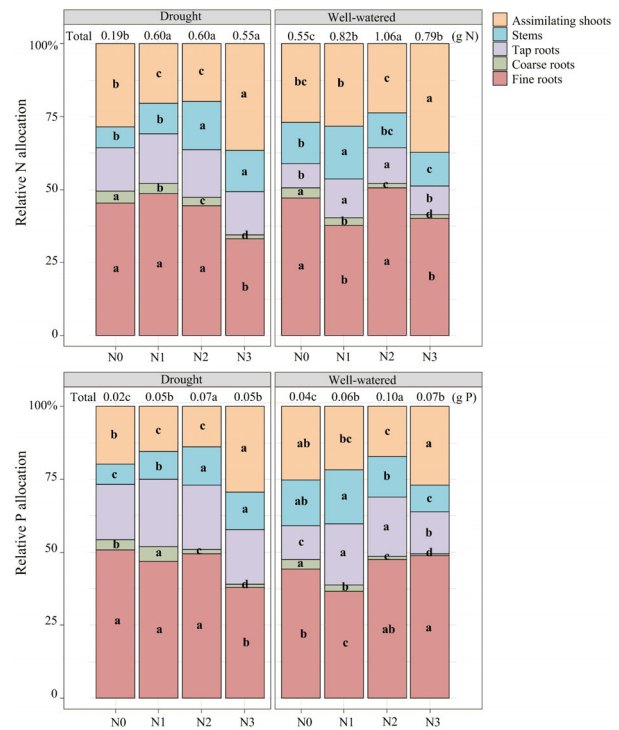 Drought Well-watered
100% Total 0.19b 0.60a 0.60a 0.55a 0.55c 0.82b 1.06a 0.79b (g N)
Assimilating shoots
Stems
Tap roots
Coarse roots
Fine roots
b c c a bc b c a
75
b b a a b a bc c
b a a b
50
a b c d a b c d
25
a a a b a b a b
0
Relative N allocation
N0 N1 N2 N3 N0 N1 N2 N3
Drought Well-watered
100% Total 0.02c 0.05b 0.07a 0.05b 0.04c 0.06b 0.10a 0.07b (g P)
b c c a ab bc c a
75
c b a a ab a b c
c a a a
50
b a c d a b c d
25
a a a b b c ab a
0
Relative P allocation
N0 N1 N2 N3 N0 N1 N2 N3